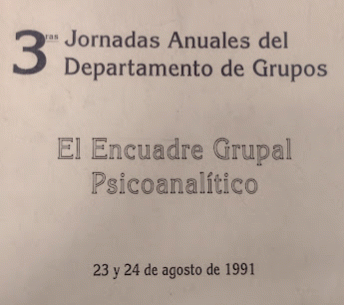 3ras Jornadas Anuales del
Departamento de Grupos
El Encuadre Grupal
Psicoanalítico
23 y 24 de agosto de 1991